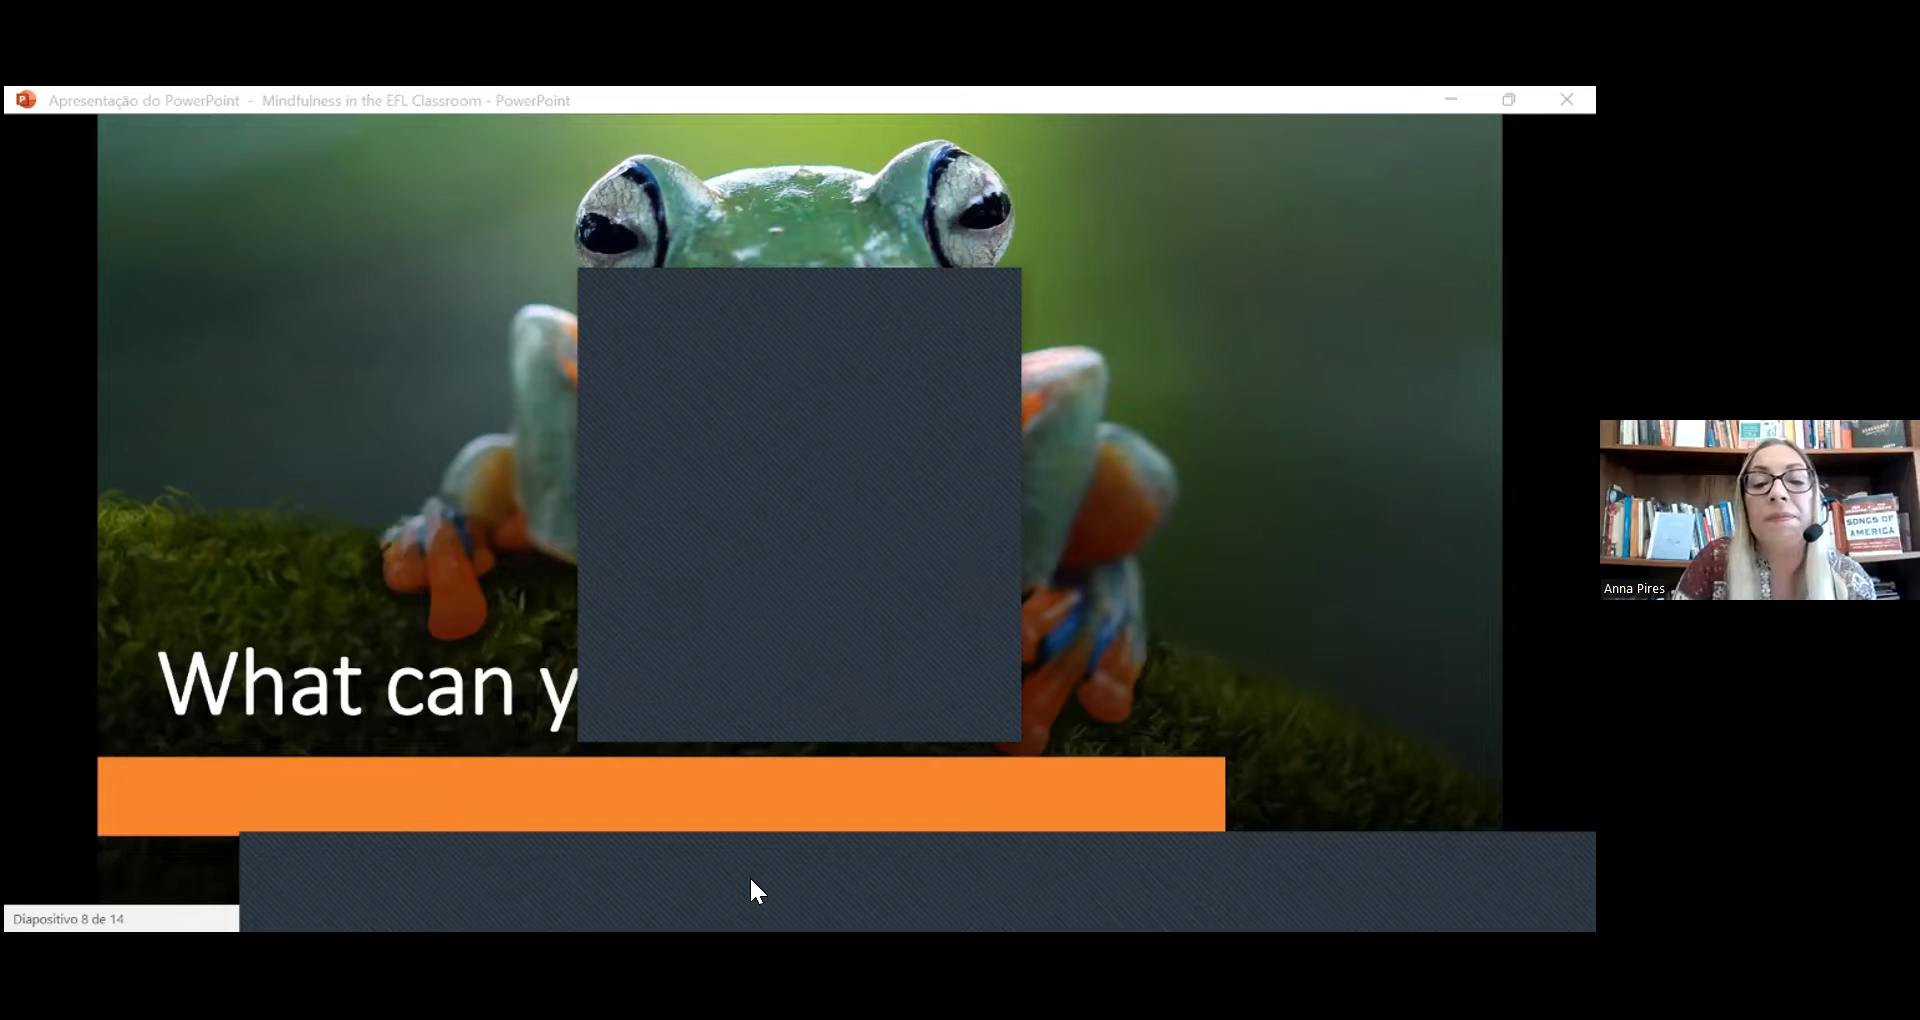 Apresentação do PowerPoint - Mindfulness in the EFL Classroom - PowerPoint
What can y
Diapositivo 8 de 14
SONGS OF
AMERICA
Anna Pires